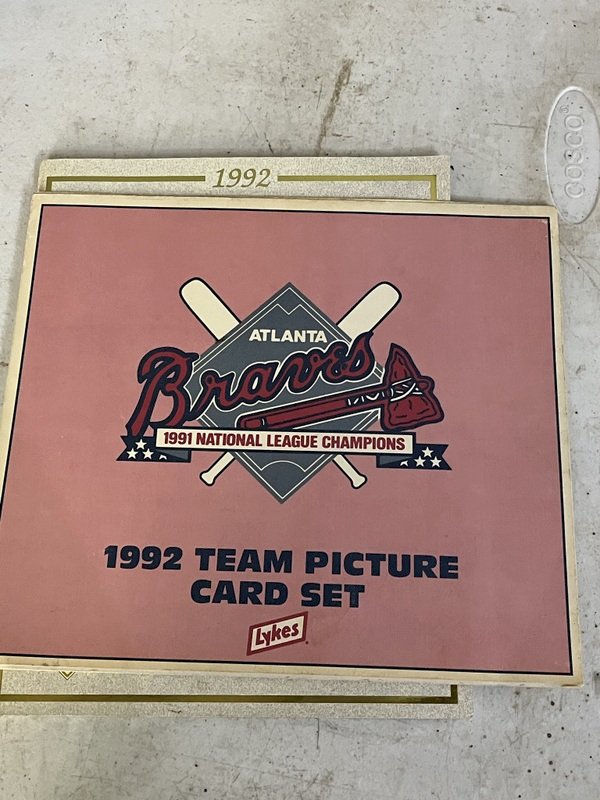 COSCO®
1992
ATLANTA
Braves
1991 NATIONAL LEAGUE CHAMPIONS
1992 TEAM PICTURE
CARD SET
Lykes